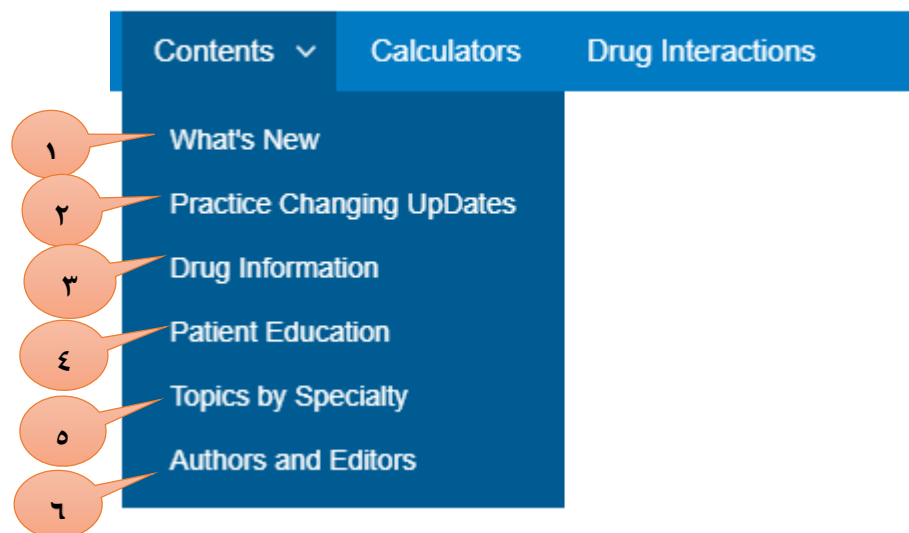 Contents Calculators Drug Interactions
١ What's New
٢ Practice Changing UpDates
٣ Drug Information
٤ Patient Education
٥ Topics by Specialty
٦ Authors and Editors